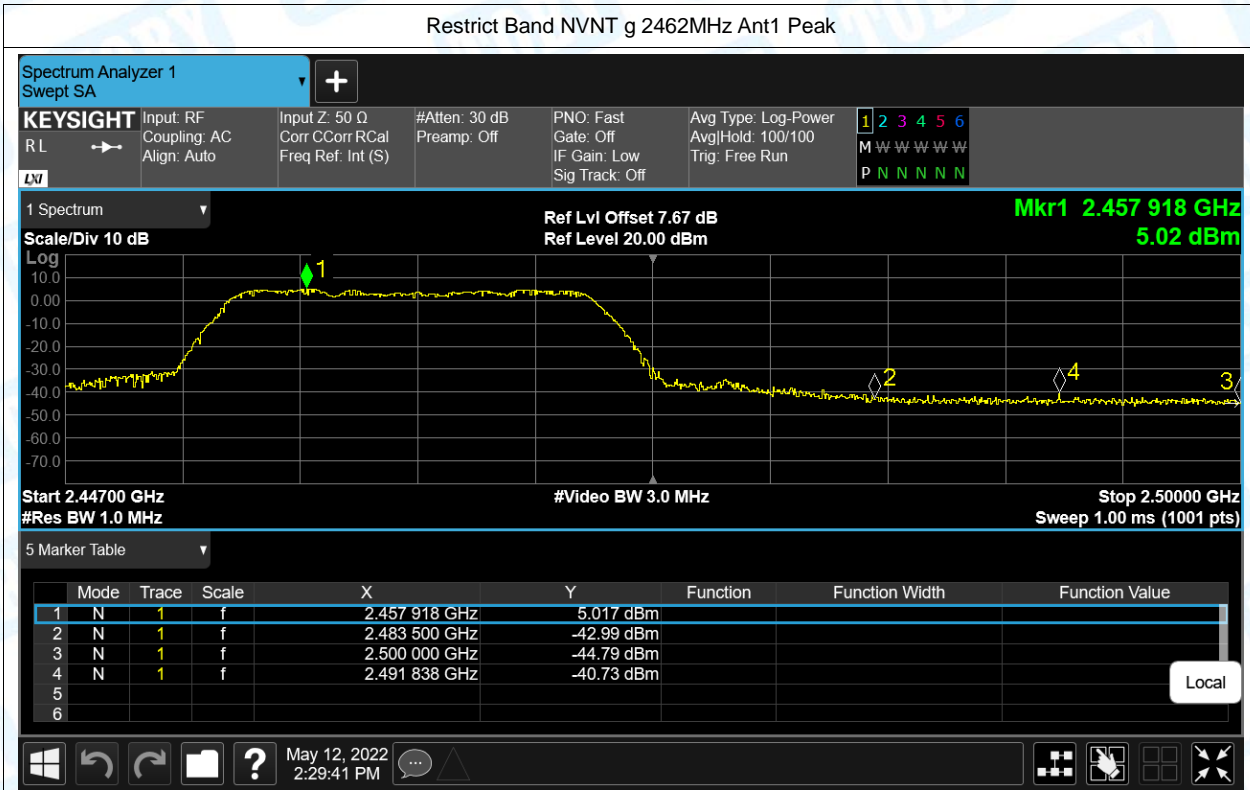 Restrict Band NVNT g 2462MHz Ant1 Peak
Spectrum Analyzer 1
Swept SA
+
KEYSIGHT
RL
LXI
Input: RF
Coupling: AC
Align: Auto
Input Z: 50 Ω
Corr CCorr RCal
Freq Ref: Int (S)
#Atten: 30 dB
Preamp: Off
PNO: Fast
Gate: Off
IF Gain: Low
Sig Track: Off
Avg Type: Log-Power
Avg|Hold: 100/100
Trig: Free Run
1 2 3 4 5 6
M W W W W W
P N N N N N
1 Spectrum
Scale/Div 10 dB
Ref Lvl Offset 7.67 dB
Ref Level 20.00 dBm
Mkr1 2.457 918 GHz
5.02 dBm
Log
10.0
0.00
-10.0
-20.0
-30.0
-40.0
-50.0
-60.0
-70.0
1
2
4
3
Start 2.44700 GHz
#Video BW 3.0 MHz
Stop 2.50000 GHz
#Res BW 1.0 MHz
Sweep 1.00 ms (1001 pts)
5 Marker Table
Mode Trace Scale X Y Function Function Width Function Value
1 N 1 f 2.457 918 GHz 5.017 dBm
2 N 1 f 2.483 500 GHz -42.99 dBm
3 N 1 f 2.500 000 GHz -44.79 dBm
4 N 1 f 2.491 838 GHz -40.73 dBm
5
6
Local
?
May 12, 2022
2:29:41 PM